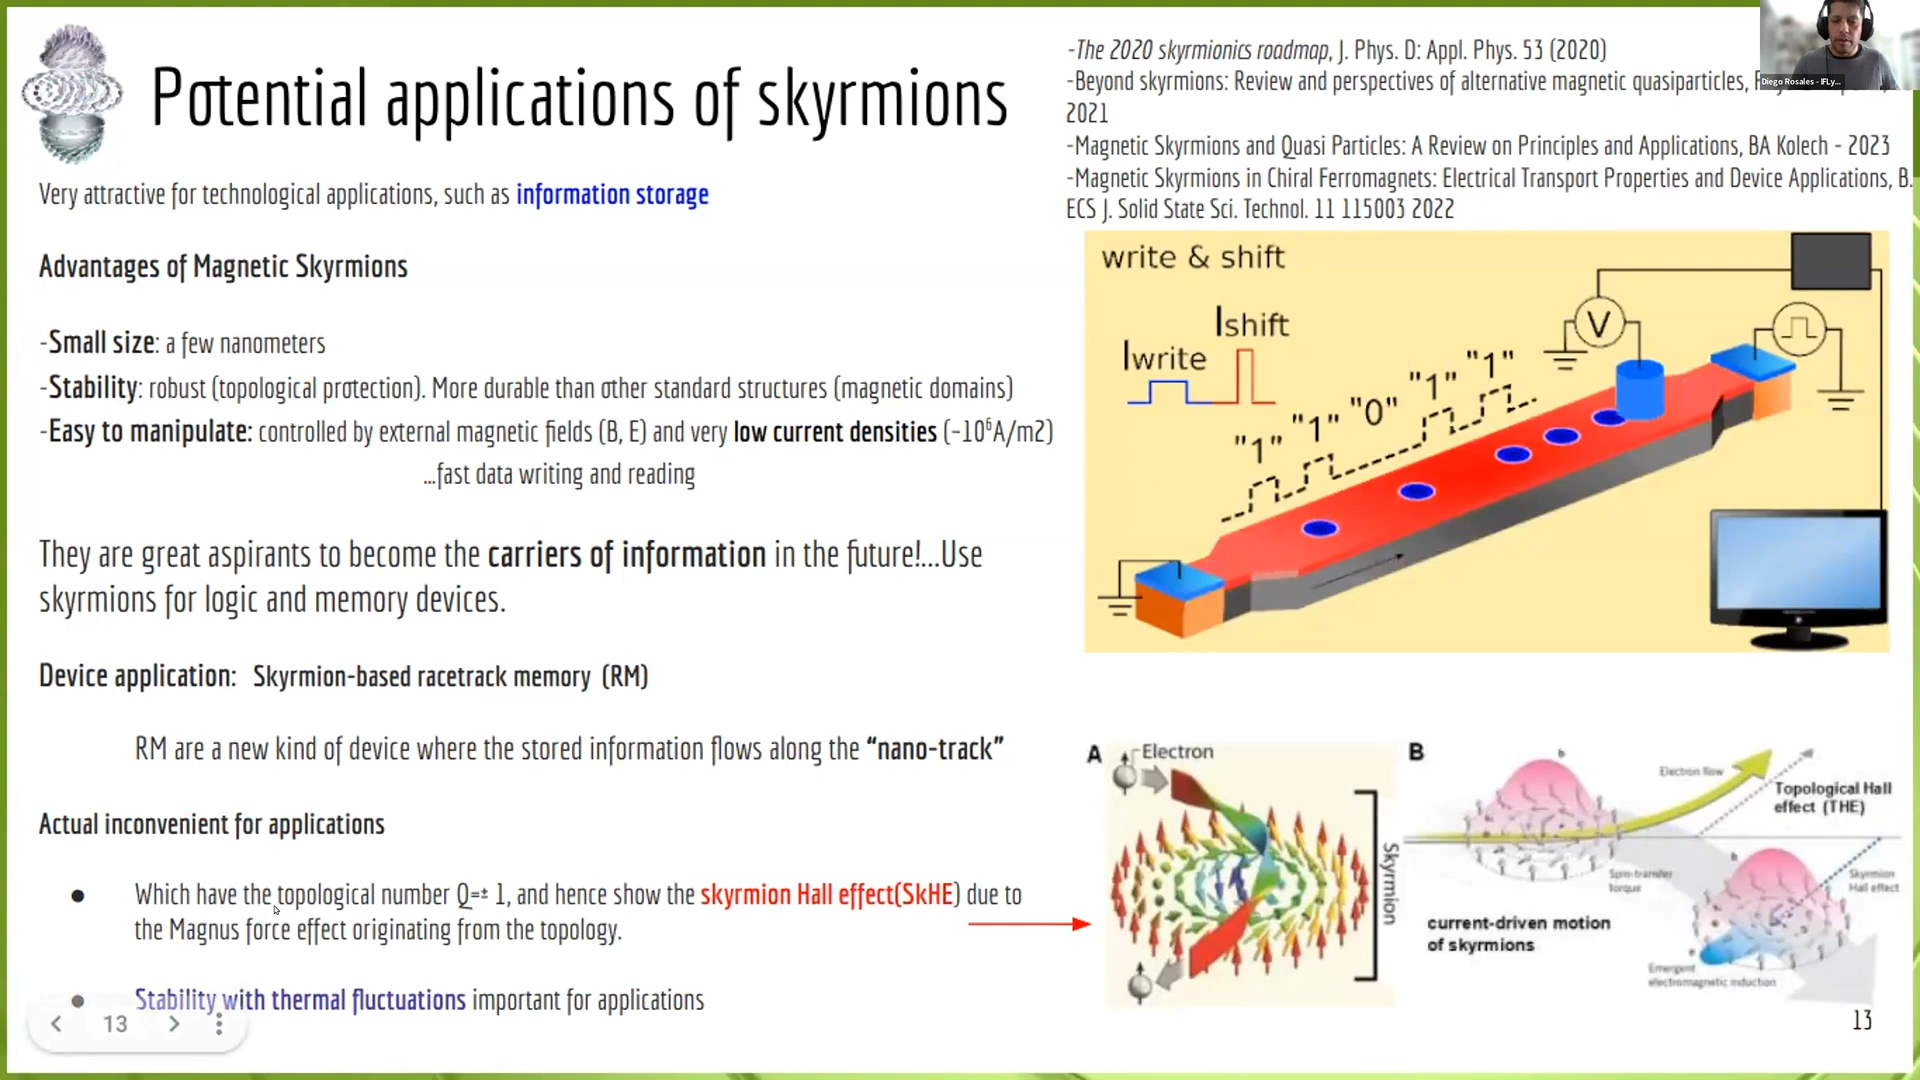 Potential applications of skyrmions
Very attractive for technological applications, such as information storage
Advantages of Magnetic Skyrmions
-Small size: a few nanometers
-Stability: robust (topological protection). More durable than other standard structures (magnetic domains)
-Easy to manipulate: controlled by external magnetic fields (B, E) and very low current densities (~10⁶A/m2)
...fast data writing and reading
They are great aspirants to become the carriers of information in the future!...Use
skyrmions for logic and memory devices.
Device application: Skyrmion-based racetrack memory (RM)
RM are a new kind of device where the stored information flows along the “nano-track”
Actual inconvenient for applications
● Which have the topological number Q=± 1, and hence show the skyrmion Hall effect(SkHE) due to
the Magnus force effect originating from the topology.
● Stability with thermal fluctuations important for applications
13
-The 2020 skyrmionics roadmap, J. Phys. D: Appl. Phys. 53 (2020)
-Beyond skyrmions: Review and perspectives of alternative magnetic quasiparticles,
2021
-Magnetic Skyrmions and Quasi Particles: A Review on Principles and Applications, BA Kolech - 2023
-Magnetic Skyrmions in Chiral Ferromagnets: Electrical Transport Properties and Device Applications, B.
ECS J. Solid State Sci. Technol. 11 115003 2022
Diego Rosales - IFLy...
write & shift
Ishift
Iwrite
"1" "1" "0" "1" "1"
V
A
Electron
Skyrmion
B
b
Electron flow
Topological Hall
effect (THE)
Spin-transfer
torque
b
Skyrmion
Hall effect
current-driven motion
of skyrmions
e
Emergent
electromagnetic induction
13